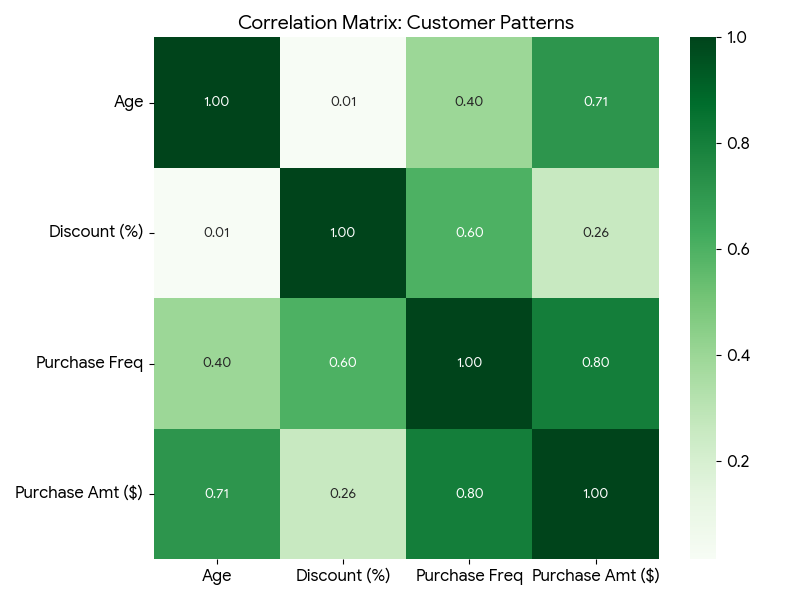 Correlation Matrix: Customer Patterns
Age 1.00 0.01 0.40 0.71
Discount (%) 0.01 1.00 0.60 0.26
Purchase Freq 0.40 0.60 1.00 0.80
Purchase Amt ($) 0.71 0.26 0.80 1.00
Age Discount (%) Purchase Freq Purchase Amt ($)
1.0
0.8
0.6
0.4
0.2